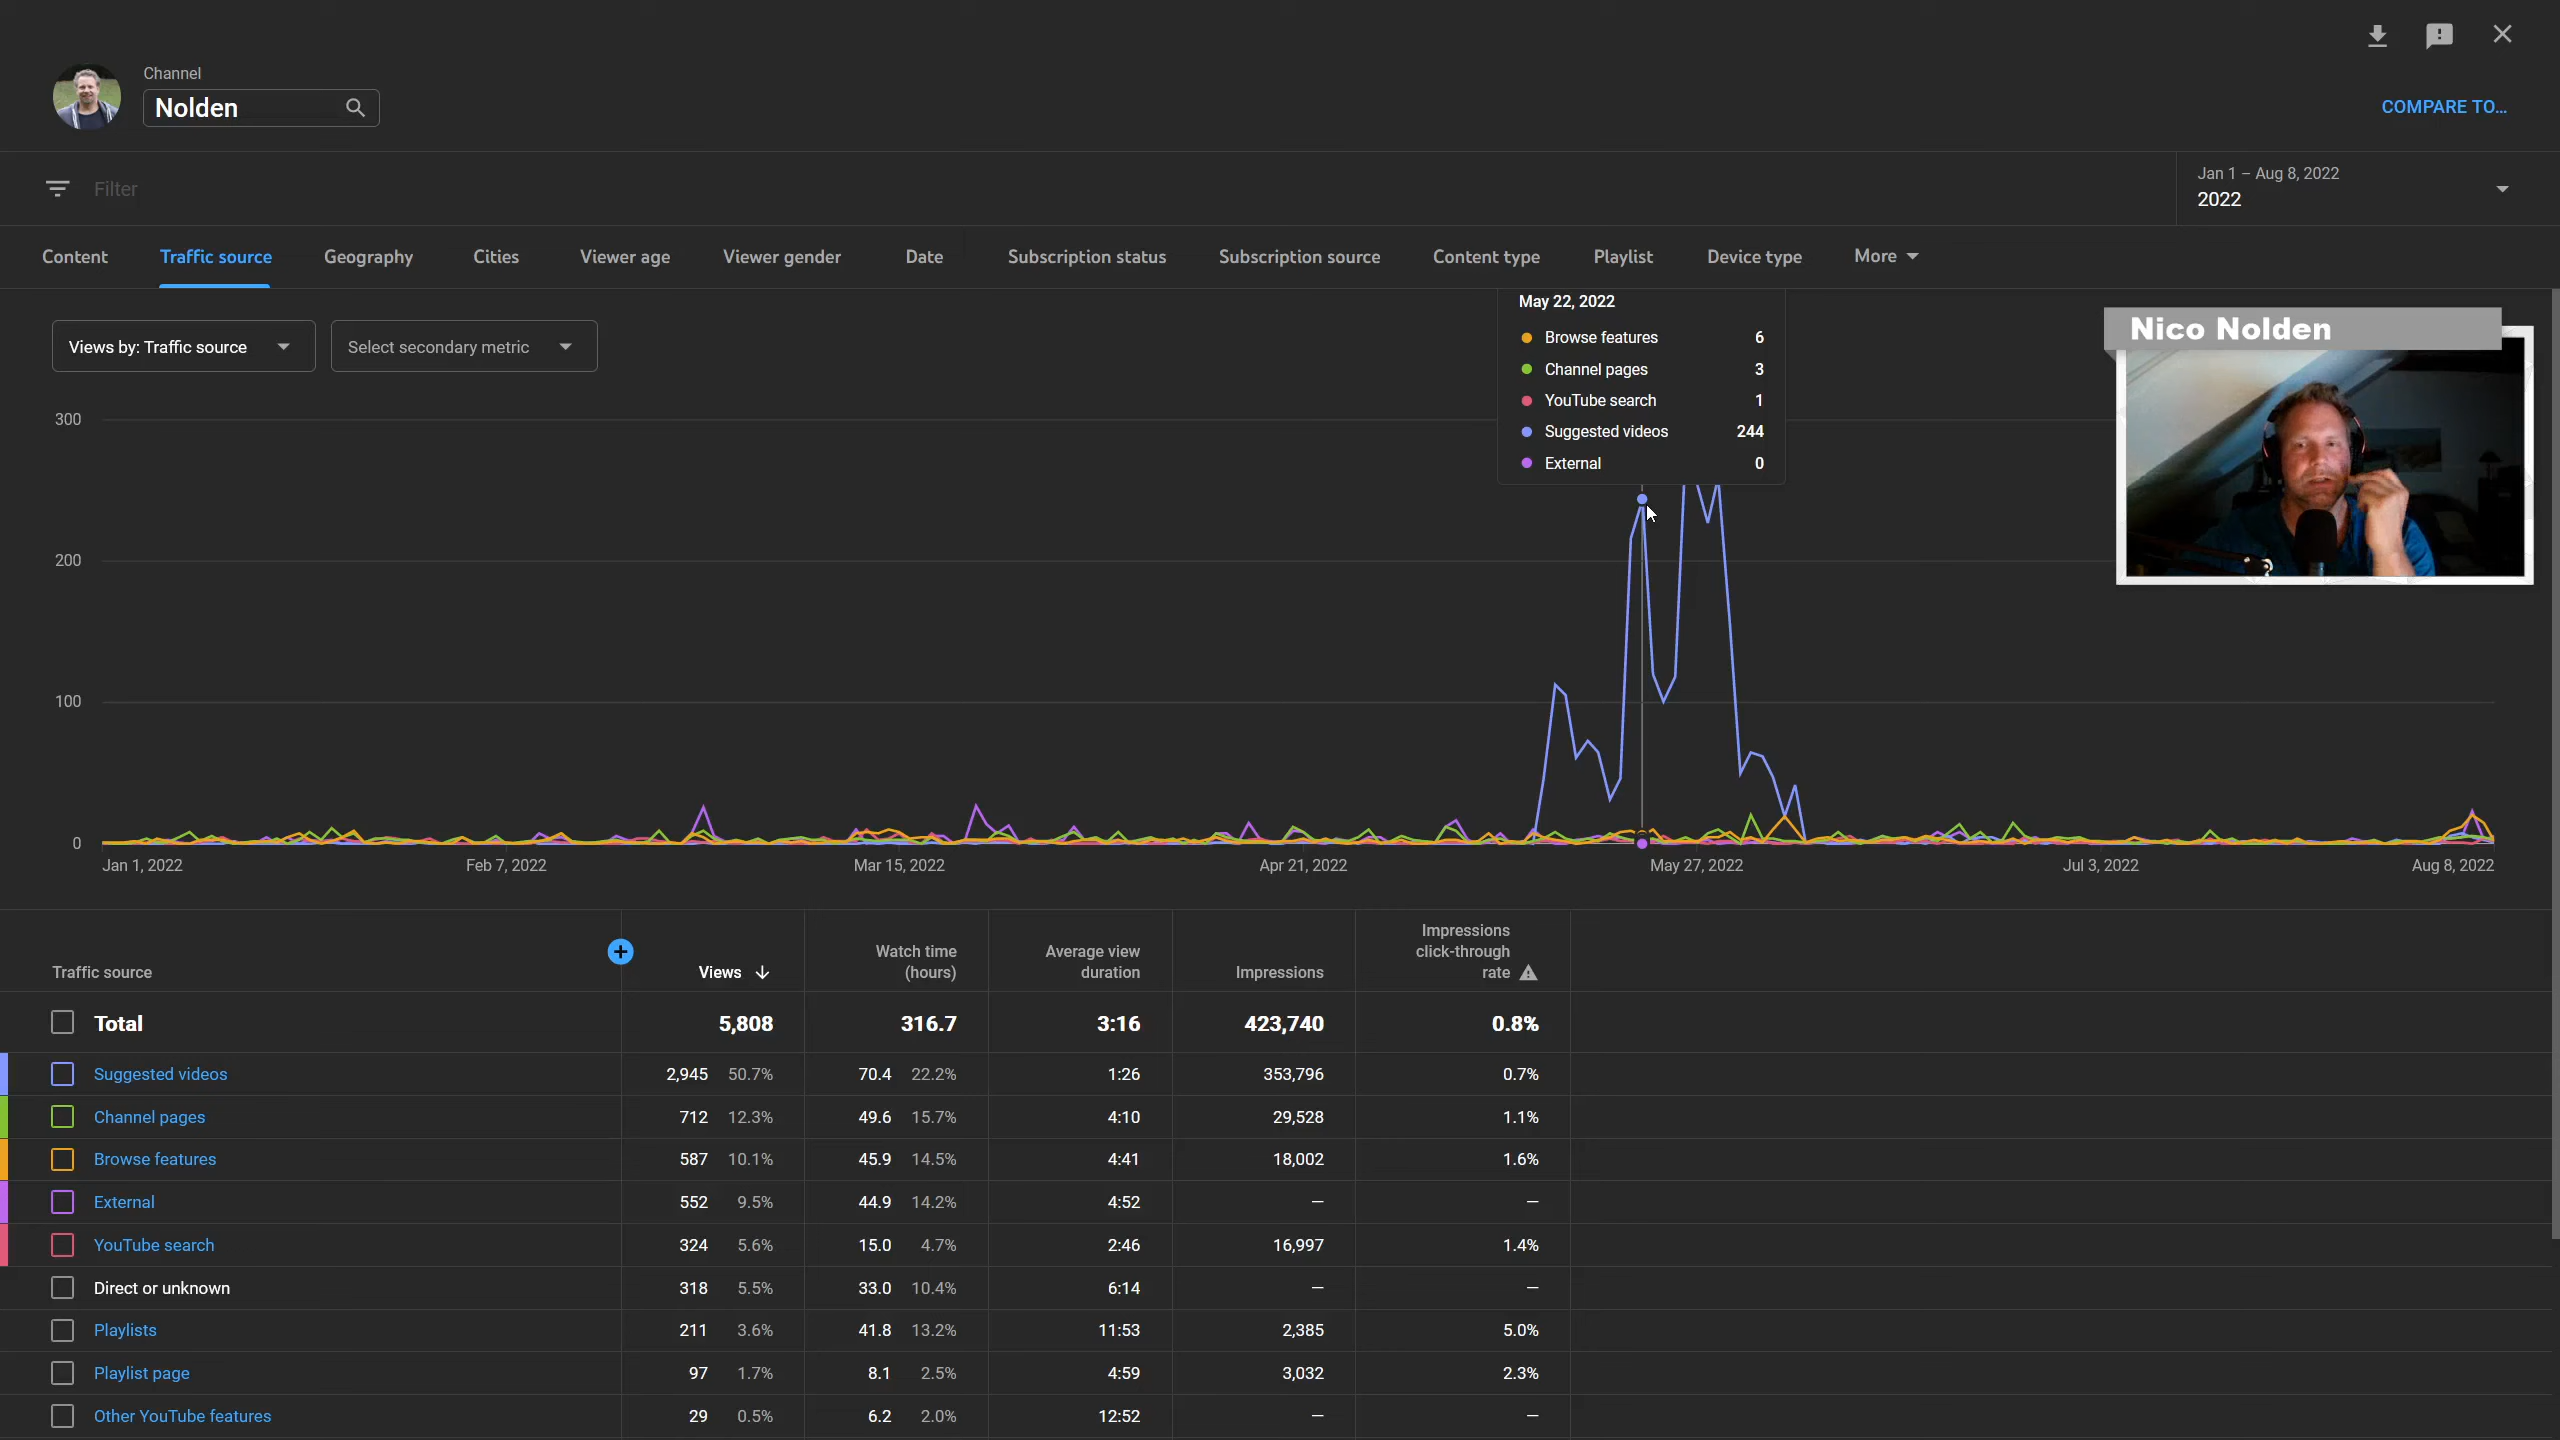 Channel
Nolden
COMPARE TO...
Filter
Jan 1 – Aug 8, 2022
2022
Content Traffic source Geography Cities Viewer age Viewer gender Date Subscription status Subscription source Content type Playlist Device type More
Views by: Traffic source Select secondary metric
May 22, 2022
Browse features 6
Channel pages 3
YouTube search 1
Suggested videos 244
External 0
Nico Nolden
300
200
100
0
Jan 1, 2022 Feb 7, 2022 Mar 15, 2022 Apr 21, 2022 May 27, 2022 Jul 3, 2022 Aug 8, 2022
Traffic source Views Watch time (hours) Average view duration Impressions Impressions click-through rate
Total 5,808 316.7 3:16 423,740 0.8%
Suggested videos 2,945 50.7% 70.4 22.2% 1:26 353,796 0.7%
Channel pages 712 12.3% 49.6 15.7% 4:10 29,528 1.1%
Browse features 587 10.1% 45.9 14.5% 4:41 18,002 1.6%
External 552 9.5% 44.9 14.2% 4:52 — —
YouTube search 324 5.6% 15.0 4.7% 2:46 16,997 1.4%
Direct or unknown 318 5.5% 33.0 10.4% 6:14 — —
Playlists 211 3.6% 41.8 13.2% 11:53 2,385 5.0%
Playlist page 97 1.7% 8.1 2.5% 4:59 3,032 2.3%
Other YouTube features 29 0.5% 6.2 2.0% 12:52 — —